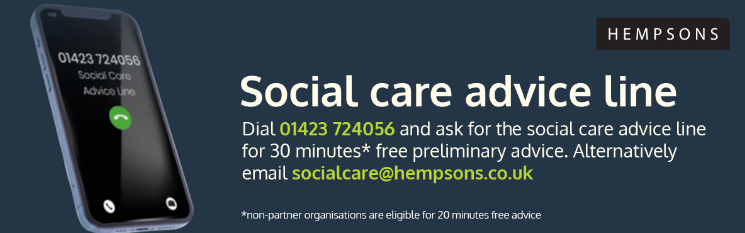 HEMPSONS
01423 724056
Social Care
Advice Line
Social care advice line
Dial 01423 724056 and ask for the social care advice line
for 30 minutes* free preliminary advice. Alternatively
email socialcare@hempsons.co.uk
*non-partner organisations are eligible for 20 minutes free advice